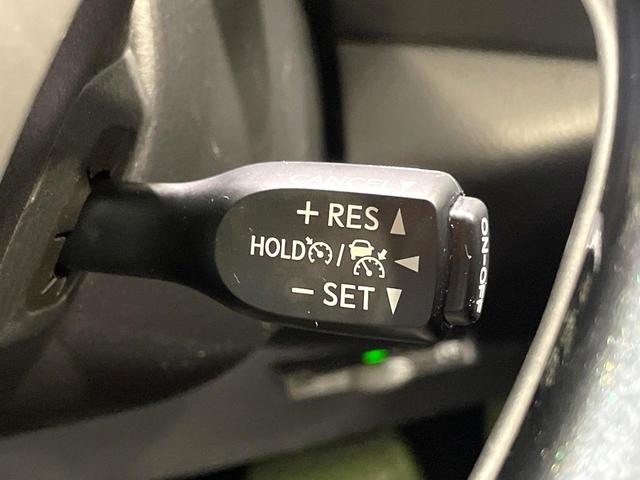 CANCEL▼
+ RES ▲
HOLD / ◀
− SET ▼
ON-OFF